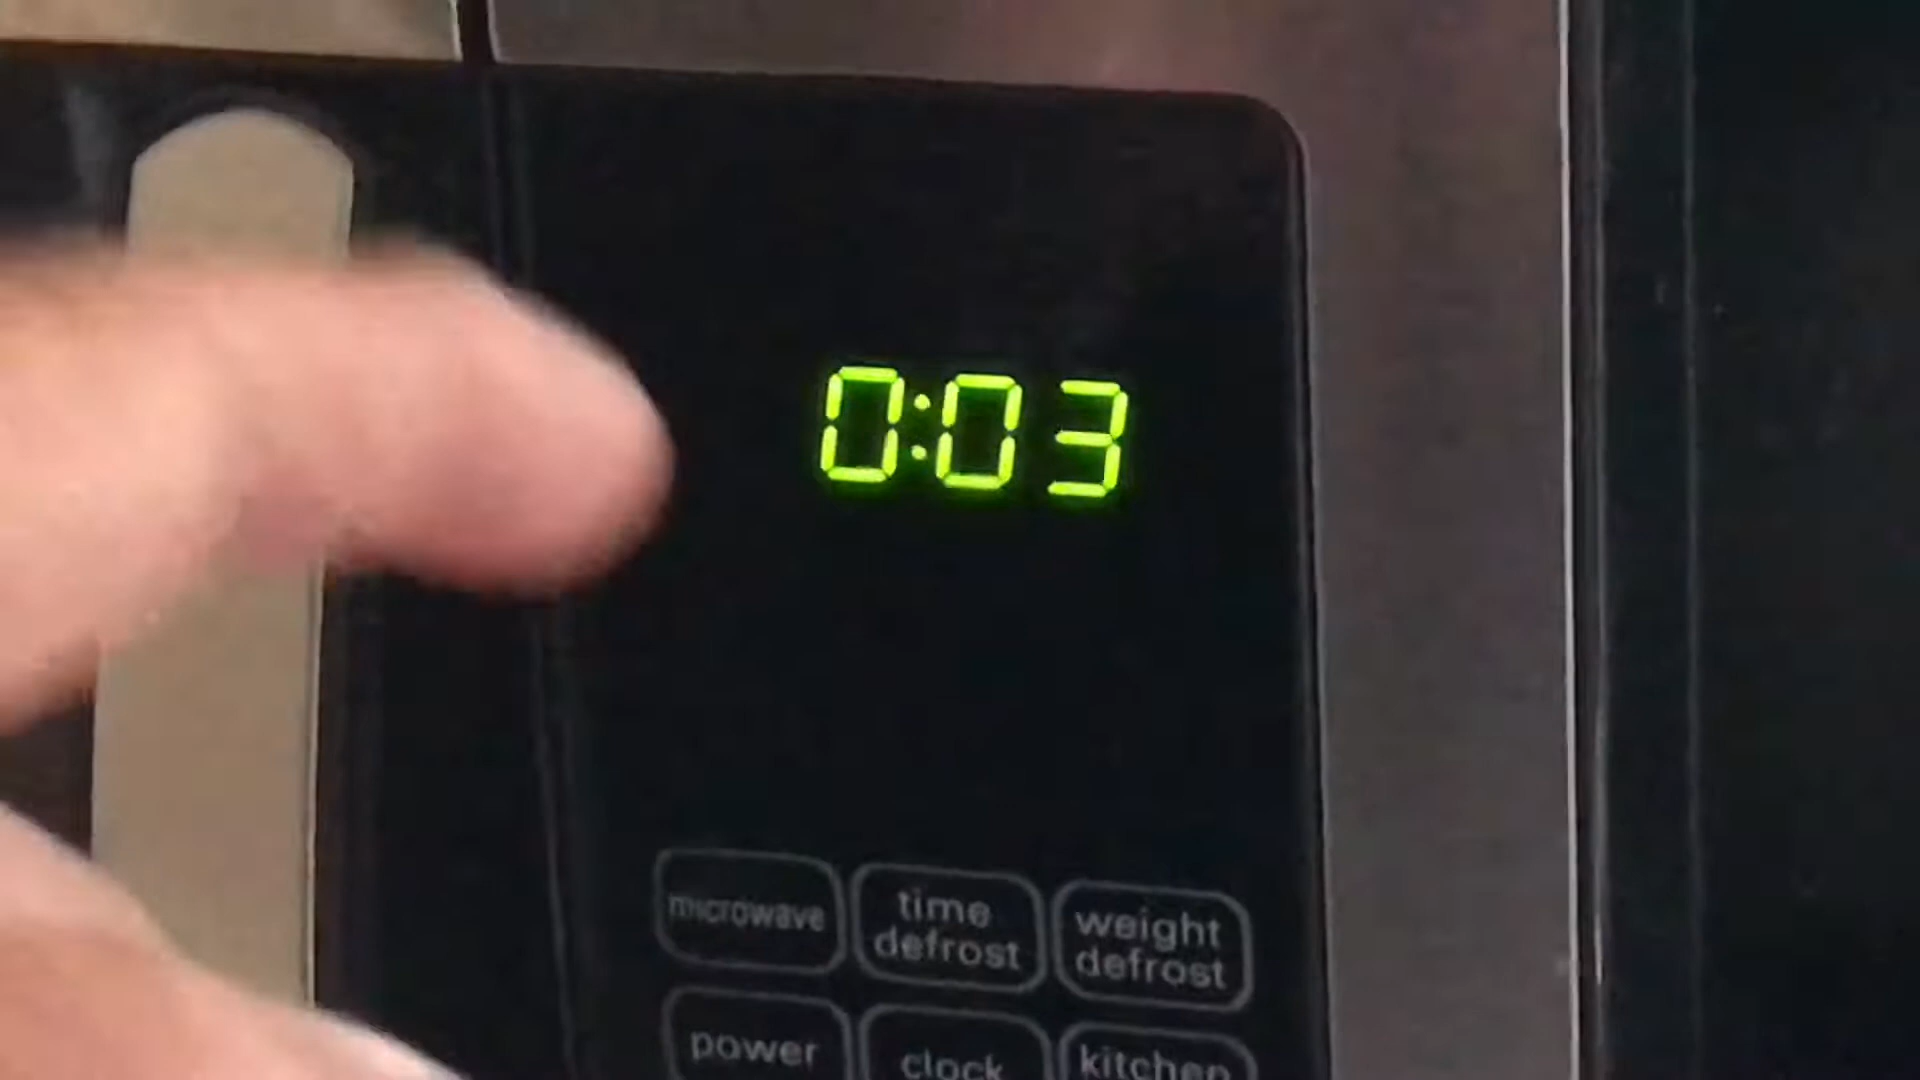 0:03
microwave
time
defrost
weight
defrost
power
clock
kitchen